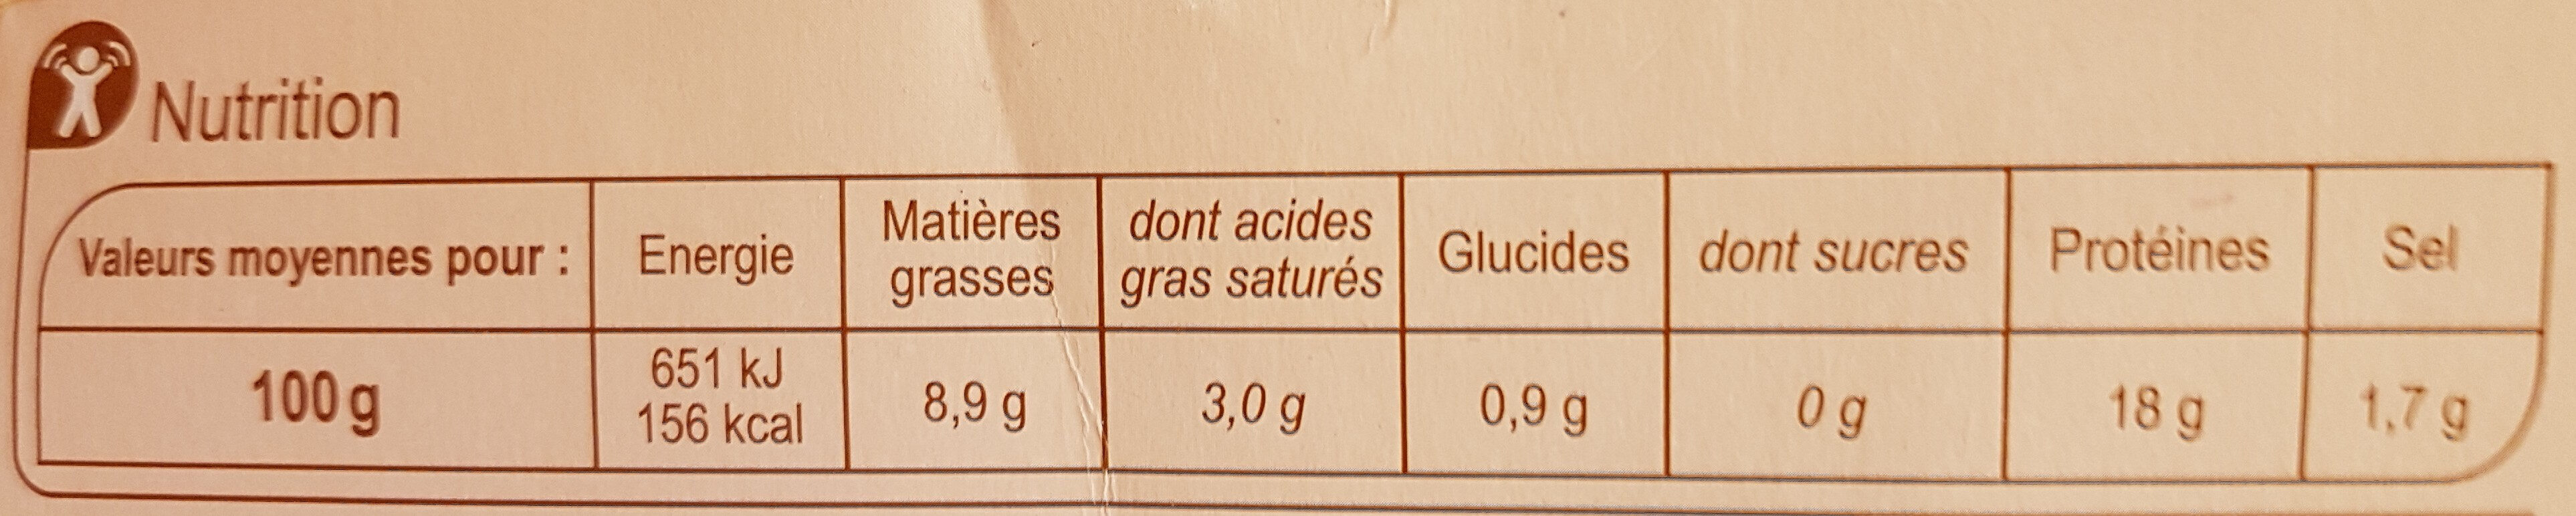 Nutrition
Valeurs moyennes pour : Energie Matières grasses dont acides gras saturés Glucides dont sucres Protéines Sel
100 g 651 kJ 156 kcal 8,9 g 3,0 g 0,9 g 0 g 18 g 1,7 g